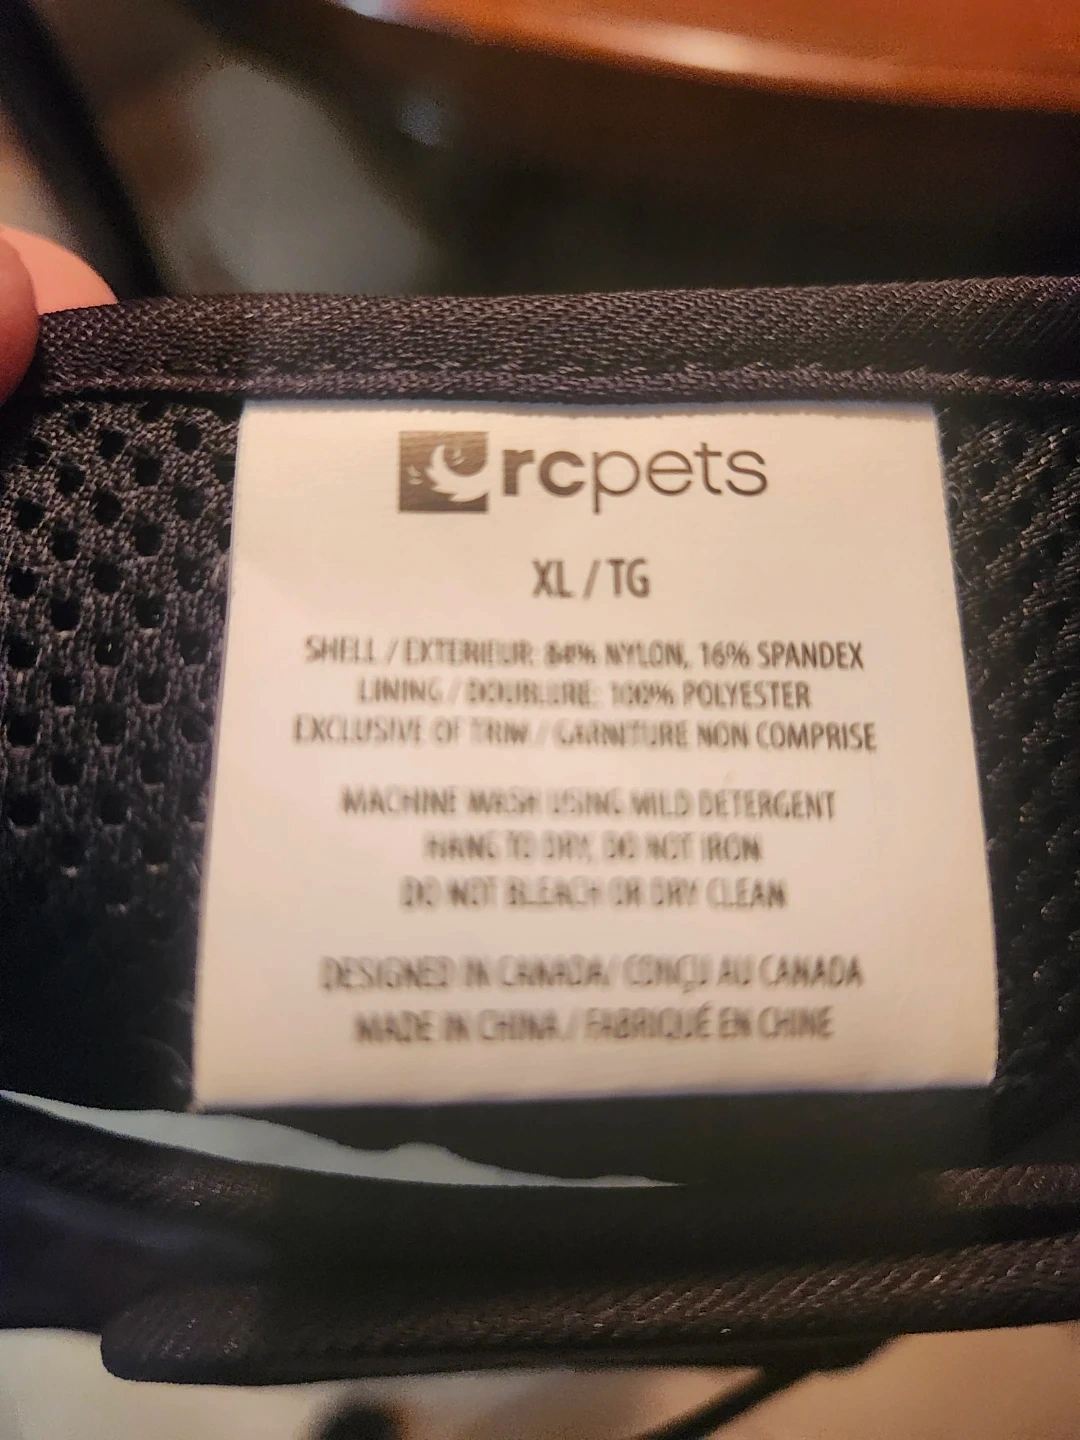 rcpets
XL / TG
SHELL / EXTERIEUR: 84% NYLON, 16% SPANDEX
LINING / DOUBLURE: 100% POLYESTER
EXCLUSIVE OF TRIM / GARNITURE NON COMPRISE
MACHINE WASH USING MILD DETERGENT
HANG TO DRY, DO NOT IRON
DO NOT BLEACH OR DRY CLEAN
DESIGNED IN CANADA/ CONÇU AU CANADA
MADE IN CHINA / FABRIQUÉ EN CHINE